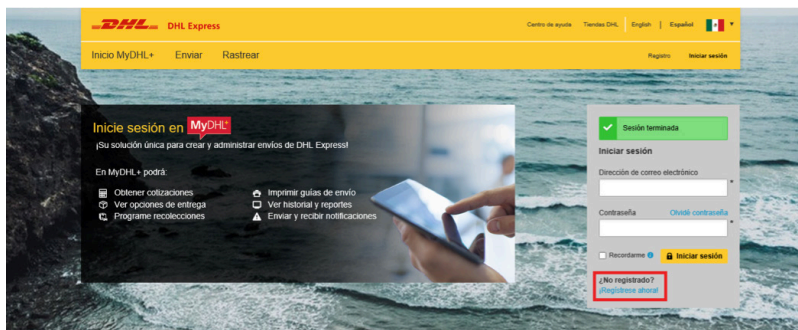 DHL DHL Express
Centro de ayuda Tiendas DHL English | Español
Inicio MyDHL+ Enviar Rastrear
Registro Iniciar sesión
Inicie sesión en MyDHL+
¡Su solución única para crear y administrar envíos de DHL Express!
En MyDHL+ podrá:
Obtener cotizaciones
Ver opciones de entrega
Programe recolecciones
Imprimir guías de envío
Ver historial y reportes
Enviar y recibir notificaciones
Sesión terminada
Iniciar sesión
Dirección de correo electrónico
*
Contraseña Olvidé contraseña
*
Recordarme Iniciar sesión
¿No registrado?
¡Regístrese ahora!